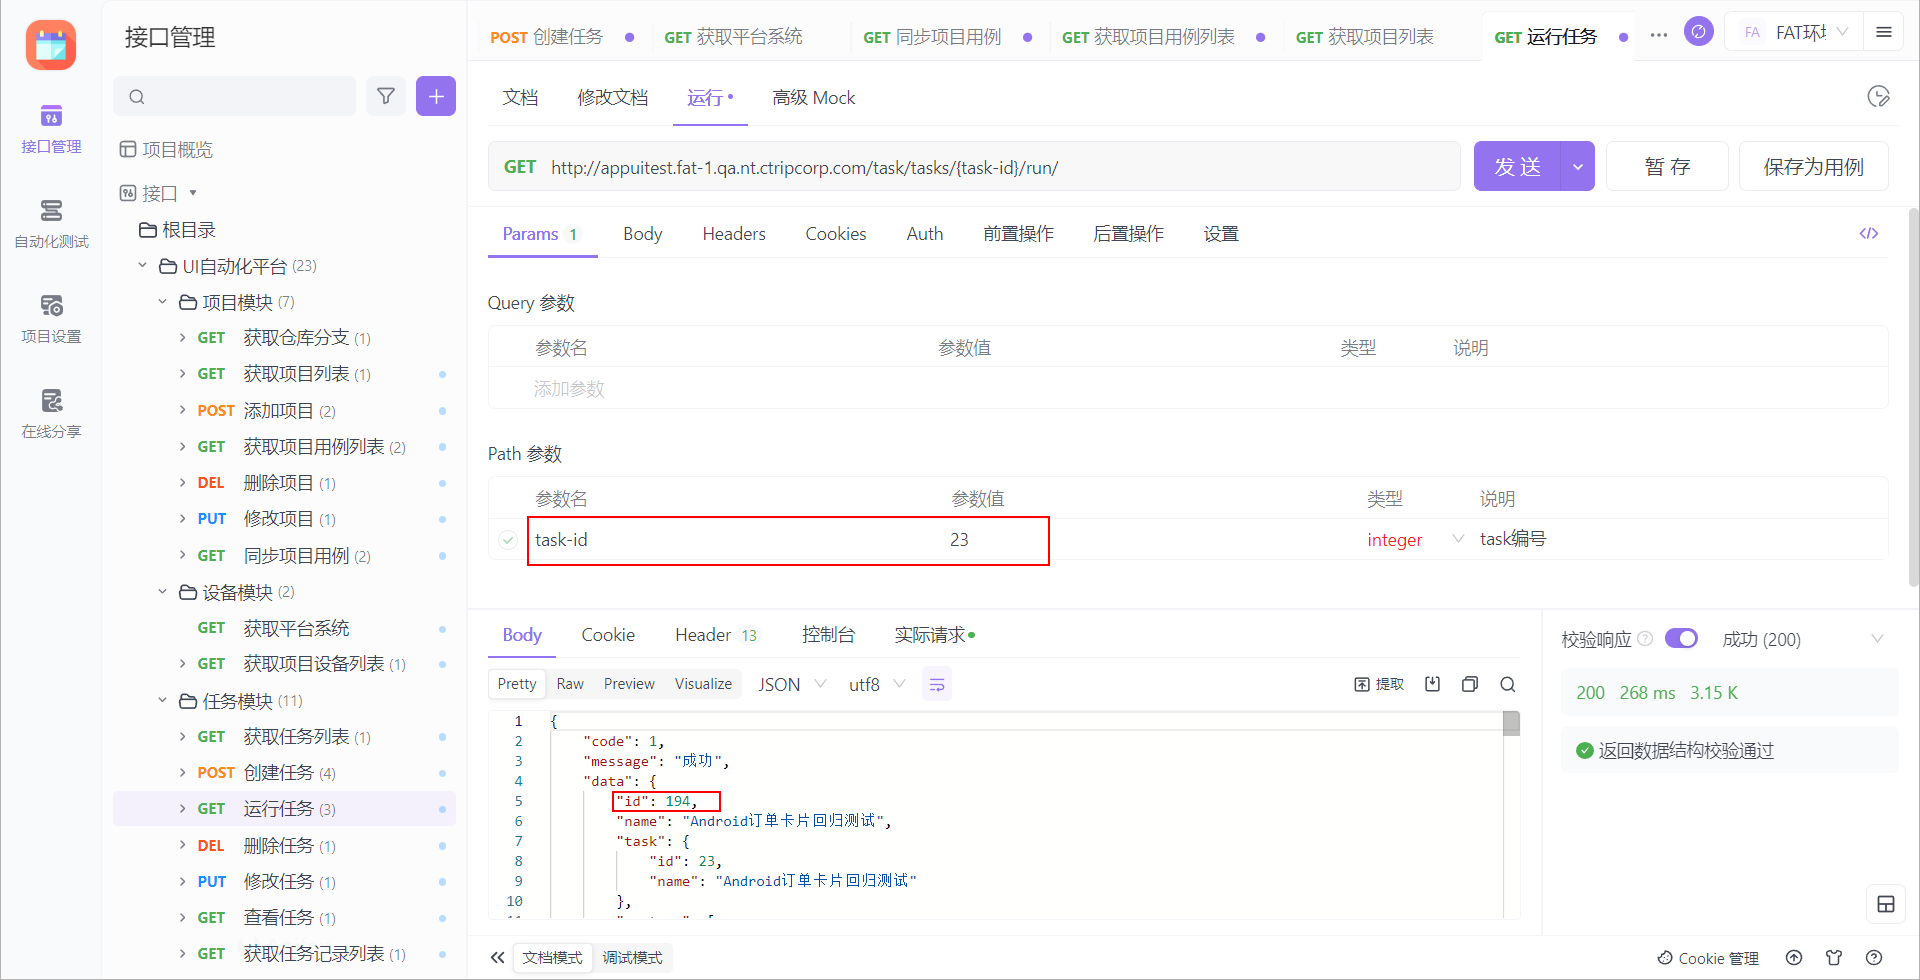 接口管理
自动化测试
项目设置
在线分享
接口管理
项目概览
接口
根目录
UI自动化平台 (23)
项目模块 (7)
GET 获取仓库分支 (1)
GET 获取项目列表 (1)
POST 添加项目 (2)
GET 获取项目用例列表 (2)
DEL 删除项目 (1)
PUT 修改项目 (1)
GET 同步项目用例 (2)
设备模块 (2)
GET 获取平台系统
GET 获取项目设备列表 (1)
任务模块 (11)
GET 获取任务列表 (1)
POST 创建任务 (4)
GET 运行任务 (3)
DEL 删除任务 (1)
PUT 修改任务 (1)
GET 查看任务 (1)
GET 获取任务记录列表 (1)
POST 创建任务 GET 获取平台系统 GET 同步项目用例 GET 获取项目用例列表 GET 获取项目列表 GET 运行任务 ··· FA FAT环
文档 修改文档 运行 高级 Mock
GET http://appuitest.fat-1.qa.nt.ctripcorp.com/task/tasks/{task-id}/run/ 发 送 暂 存 保存为用例
Params 1 Body Headers Cookies Auth 前置操作 后置操作 设置 </>
Query 参数
参数名 参数值 类型 说明
添加参数
Path 参数
参数名 参数值 类型 说明
task-id 23 integer task编号
Body Cookie Header 13 控制台 实际请求
Pretty Raw Preview Visualize JSON utf8 提取
1 {
2 "code": 1,
3 "message": "成功",
4 "data": {
5 "id": 194,
6 "name": "Android订单卡片回归测试",
7 "task": {
8 "id": 23,
9 "name": "Android订单卡片回归测试"
10 },
校验响应 成功 (200)
200 268 ms 3.15 K
返回数据结构校验通过
文档模式 调试模式 Cookie 管理